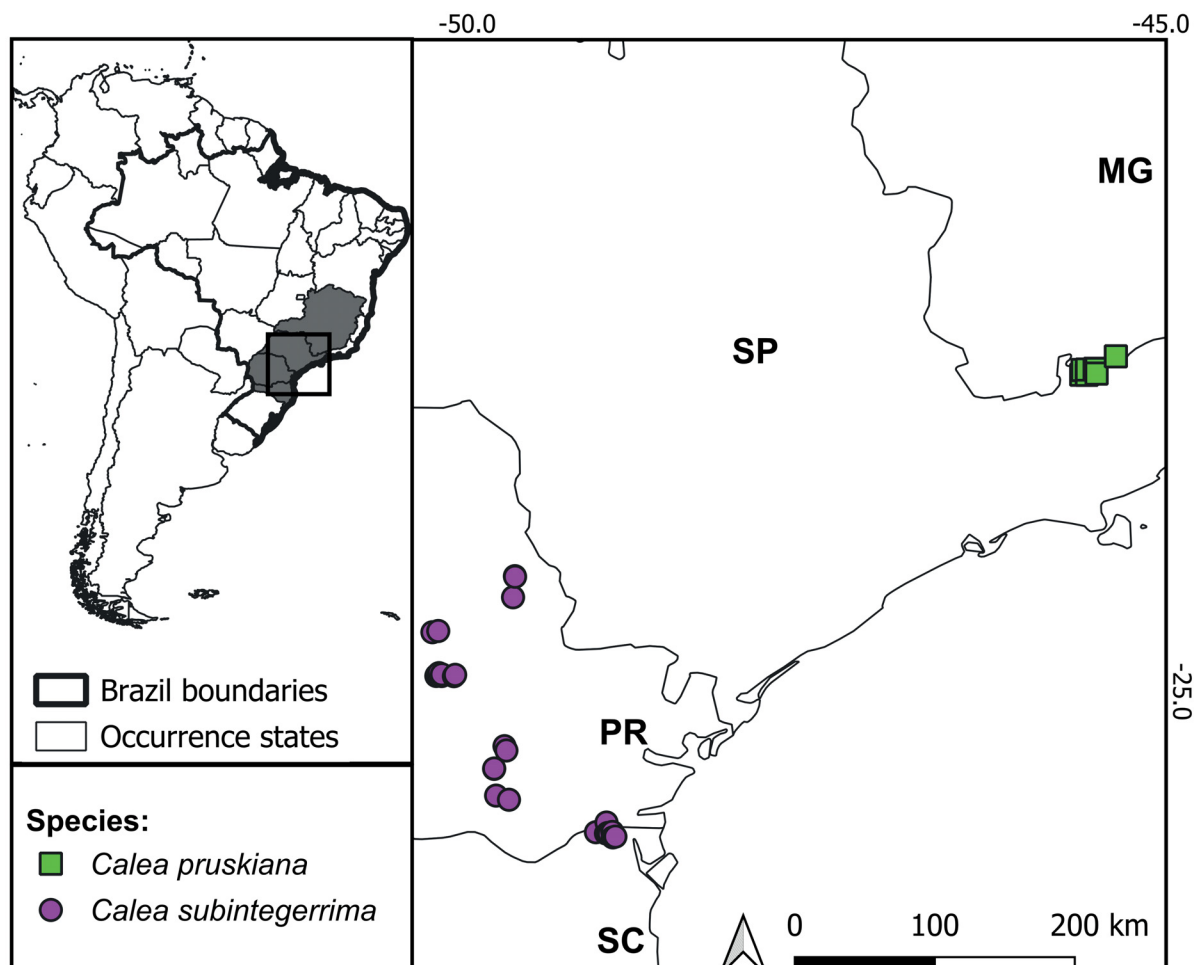 -50.0
-45.0
MG
SP
-25.0
Brazil boundaries
Occurrence states
PR
Species:
Calea pruskiana
Calea subintegerrima
SC
0 100 200 km